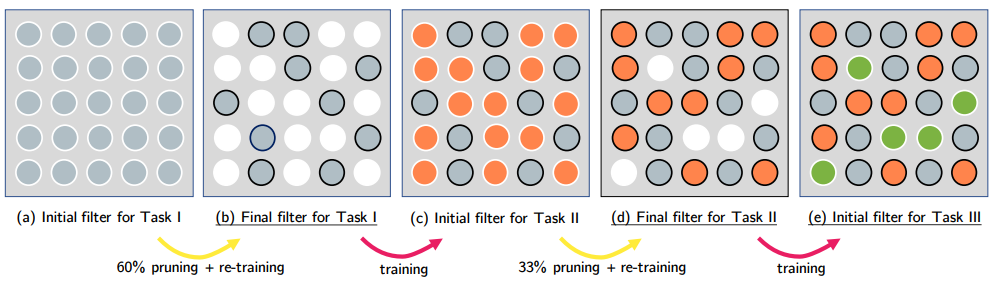 (a) Initial filter for Task I
(b) Final filter for Task I
(c) Initial filter for Task II
(d) Final filter for Task II
(e) Initial filter for Task III
60% pruning + re-training
training
33% pruning + re-training
training